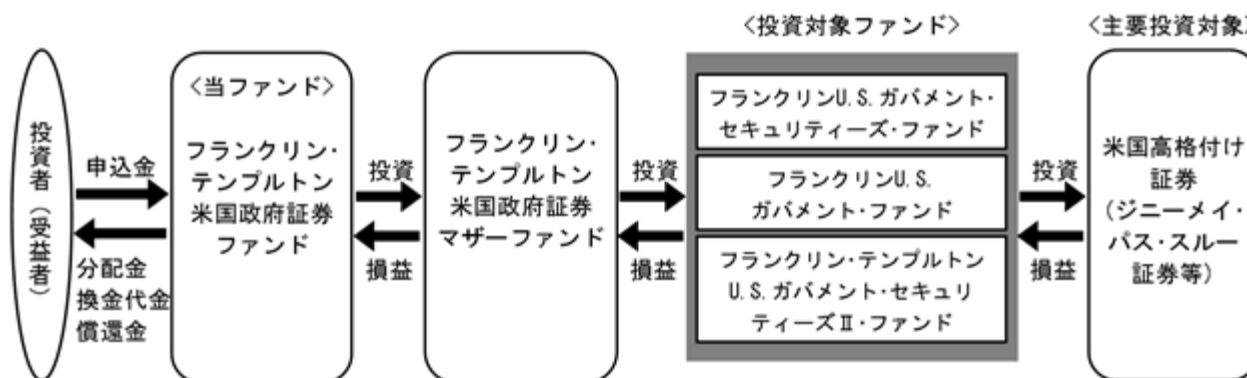 <投資対象ファンド>
<主要投資対象>
投資者（受益者）
申込金
分配金
換金代金
償還金
<当ファンド>
フランクリン・
テンプルトン
米国政府証券
ファンド
投資
損益
フランクリン・
テンプルトン
米国政府証券
マザーファンド
投資
損益
フランクリンU.S.ガバメント・
セキュリティーズ・ファンド
フランクリンU.S.
ガバメント・ファンド
フランクリン・テンプルトン
U.S.ガバメント・セキュリ
ティーズⅡ・ファンド
投資
損益
米国高格付け
証券
（ジニーメイ・
パス・スルー
証券等）